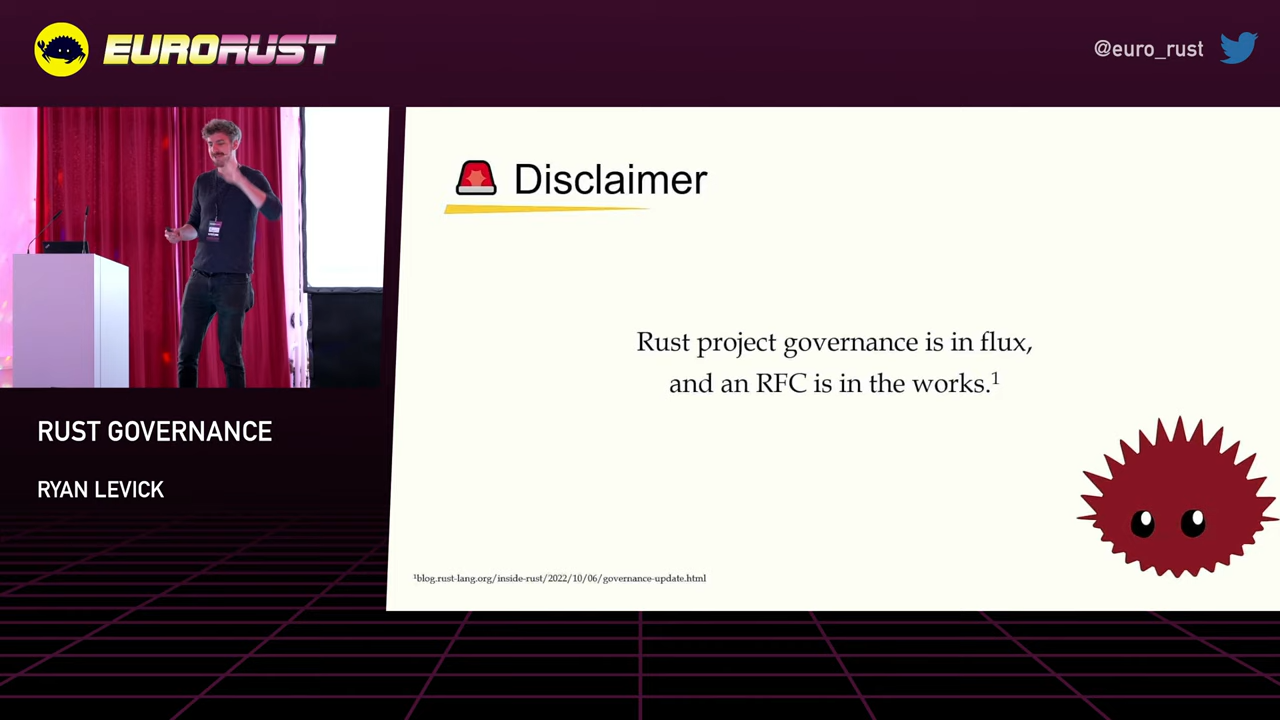 EURORUST
@euro_rust
Disclaimer
Rust project governance is in flux,
and an RFC is in the works.¹
RUST GOVERNANCE
RYAN LEVICK
¹blog.rust-lang.org/inside-rust/2022/10/06/governance-update.html